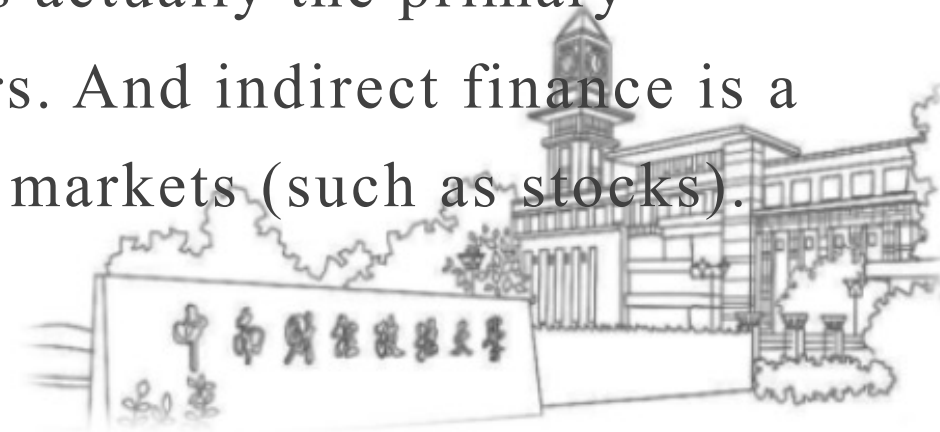 s actually the primary
rs. And indirect finance is a
markets (such as stocks).
中南财经政法大学